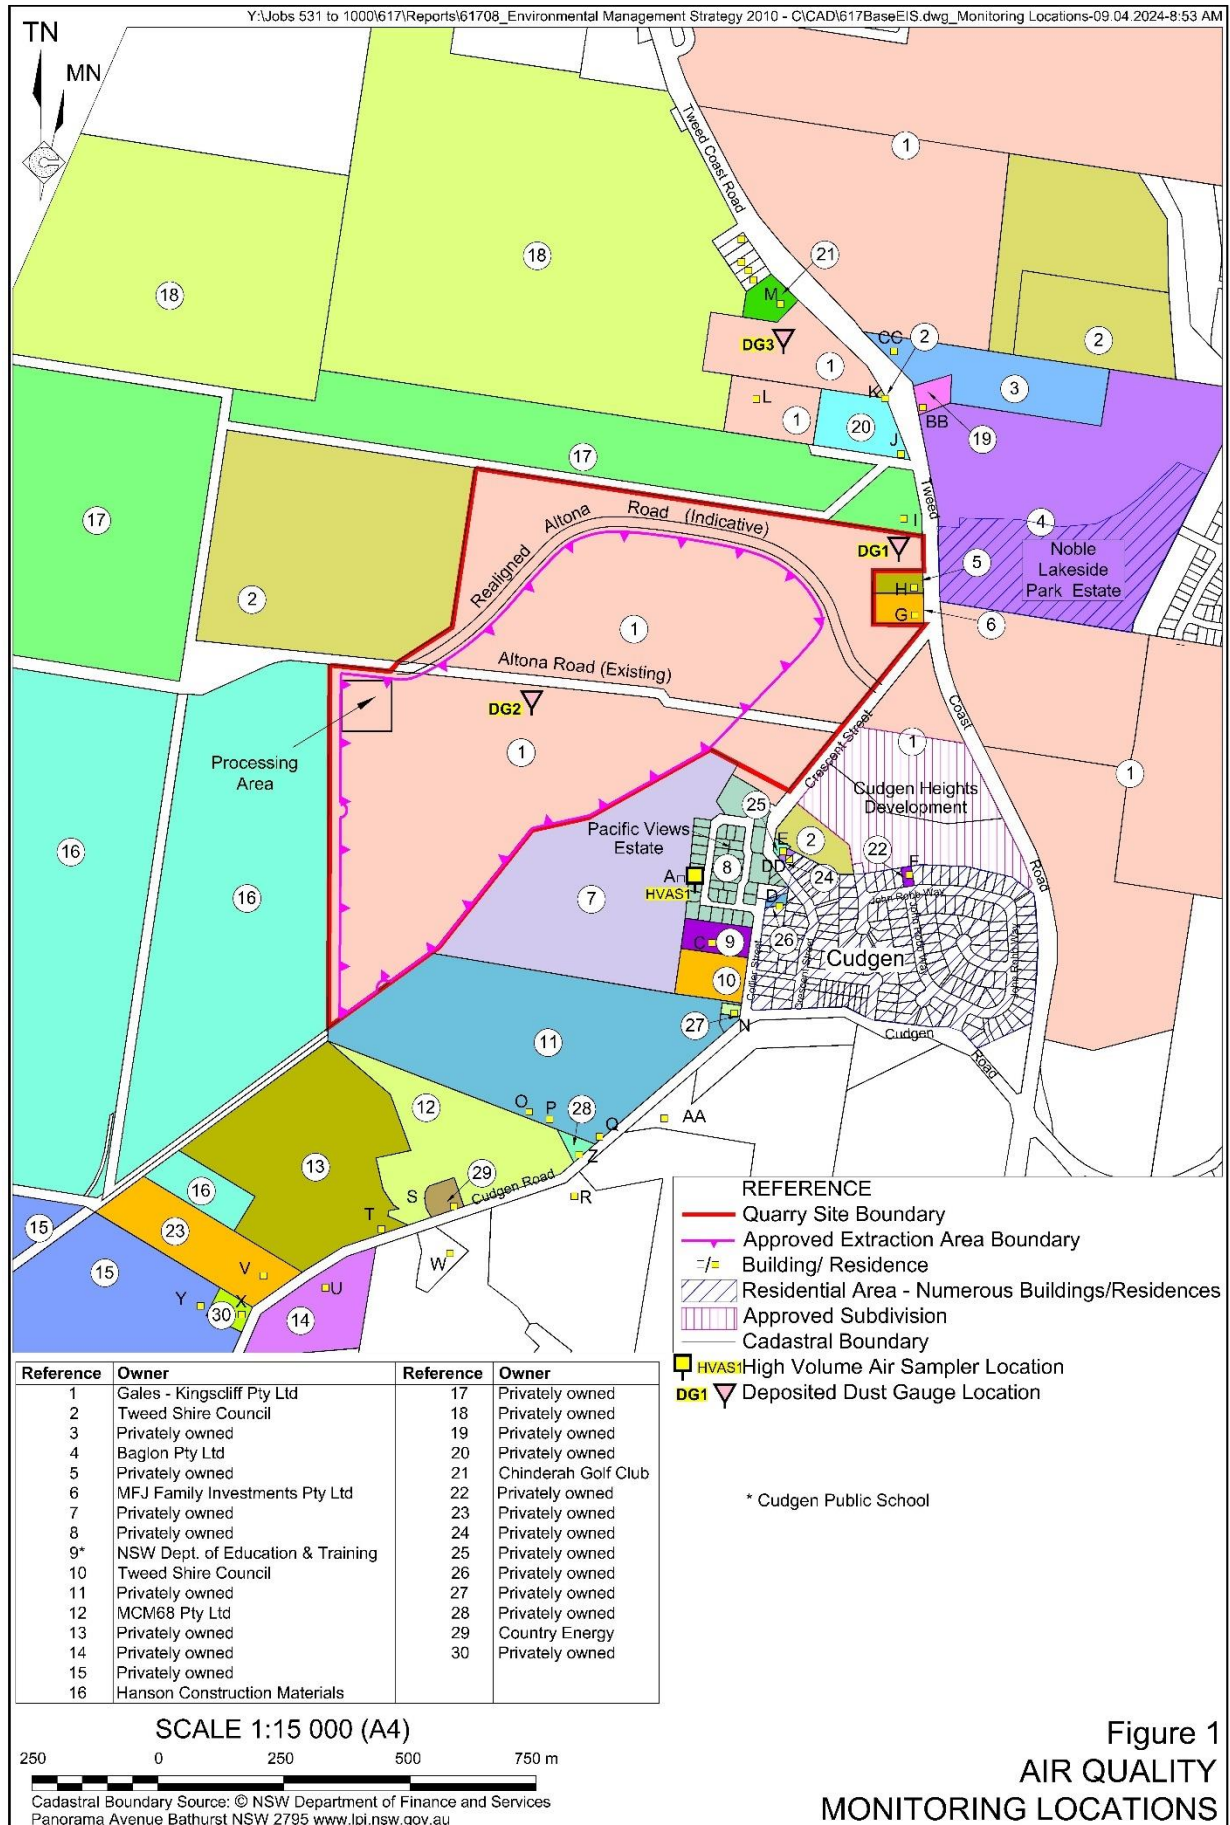 Y:\Jobs 531 to 1000\617\Reports\61708_Environmental Management Strategy 2010 - C\CAD\617BaseEIS.dwg_Monitoring Locations-09.04.2024-8:53 AM
TN
MN
Tweed Coast Road
1
18
18
21
M
DG3
CC
2
2
1
3
K
L
1
20
BB
19
J
17
17
Tweed
I
4
Noble
Lakeside
Park Estate
Realigned Altona Road (Indicative)
DG1
5
H
2
G
6
1
Altona Road (Existing)
DG2
Coast
Processing
Area
1
Crescent Street
1
1
Cudgen Heights
Development
25
Pacific Views
Estate
E
2
22
F
16
8
DD
24
A
HVAS1
Road
16
7
D
John Robb Way
John Robb Way
John Robb Way
C
9
26
Cudgen
Collier Street
Crescent Street
10
27
N
Cudgen
Road
11
O
P
28
Q
AA
12
Z
13
29
Cudgen Road
S
R
16
T
15
23
W
15
V
U
Y
30
X
14
REFERENCE
Quarry Site Boundary
Approved Extraction Area Boundary
Building/ Residence
Residential Area - Numerous Buildings/Residences
Approved Subdivision
Cadastral Boundary
HVAS1 High Volume Air Sampler Location
DG1 Deposited Dust Gauge Location
* Cudgen Public School
Reference Owner Reference Owner
1 Gales - Kingscliff Pty Ltd 17 Privately owned
2 Tweed Shire Council 18 Privately owned
3 Privately owned 19 Privately owned
4 Baglon Pty Ltd 20 Privately owned
5 Privately owned 21 Chinderah Golf Club
6 MFJ Family Investments Pty Ltd 22 Privately owned
7 Privately owned 23 Privately owned
8 Privately owned 24 Privately owned
9* NSW Dept. of Education & Training 25 Privately owned
10 Tweed Shire Council 26 Privately owned
11 Privately owned 27 Privately owned
12 MCM68 Pty Ltd 28 Privately owned
13 Privately owned 29 Country Energy
14 Privately owned 30 Privately owned
15 Privately owned
16 Hanson Construction Materials
SCALE 1:15 000 (A4)
250 0 250 500 750 m
Cadastral Boundary Source: © NSW Department of Finance and Services
Panorama Avenue Bathurst NSW 2795 www.lpi.nsw.gov.au
Figure 1
AIR QUALITY
MONITORING LOCATIONS